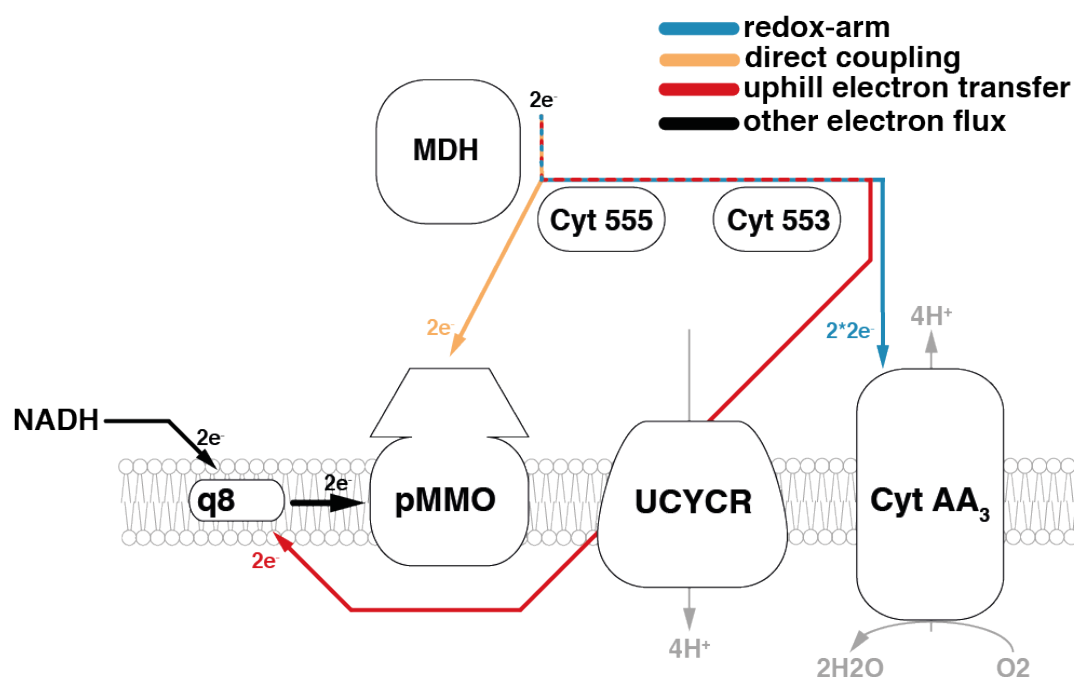 redox-arm
direct coupling
uphill electron transfer
other electron flux
2e-
MDH
Cyt 555
Cyt 553
2e-
2*2e-
4H+
NADH
2e-
q8
2e-
pMMO
UCYCR
Cyt AA3
2e-
4H+
2H2O
O2